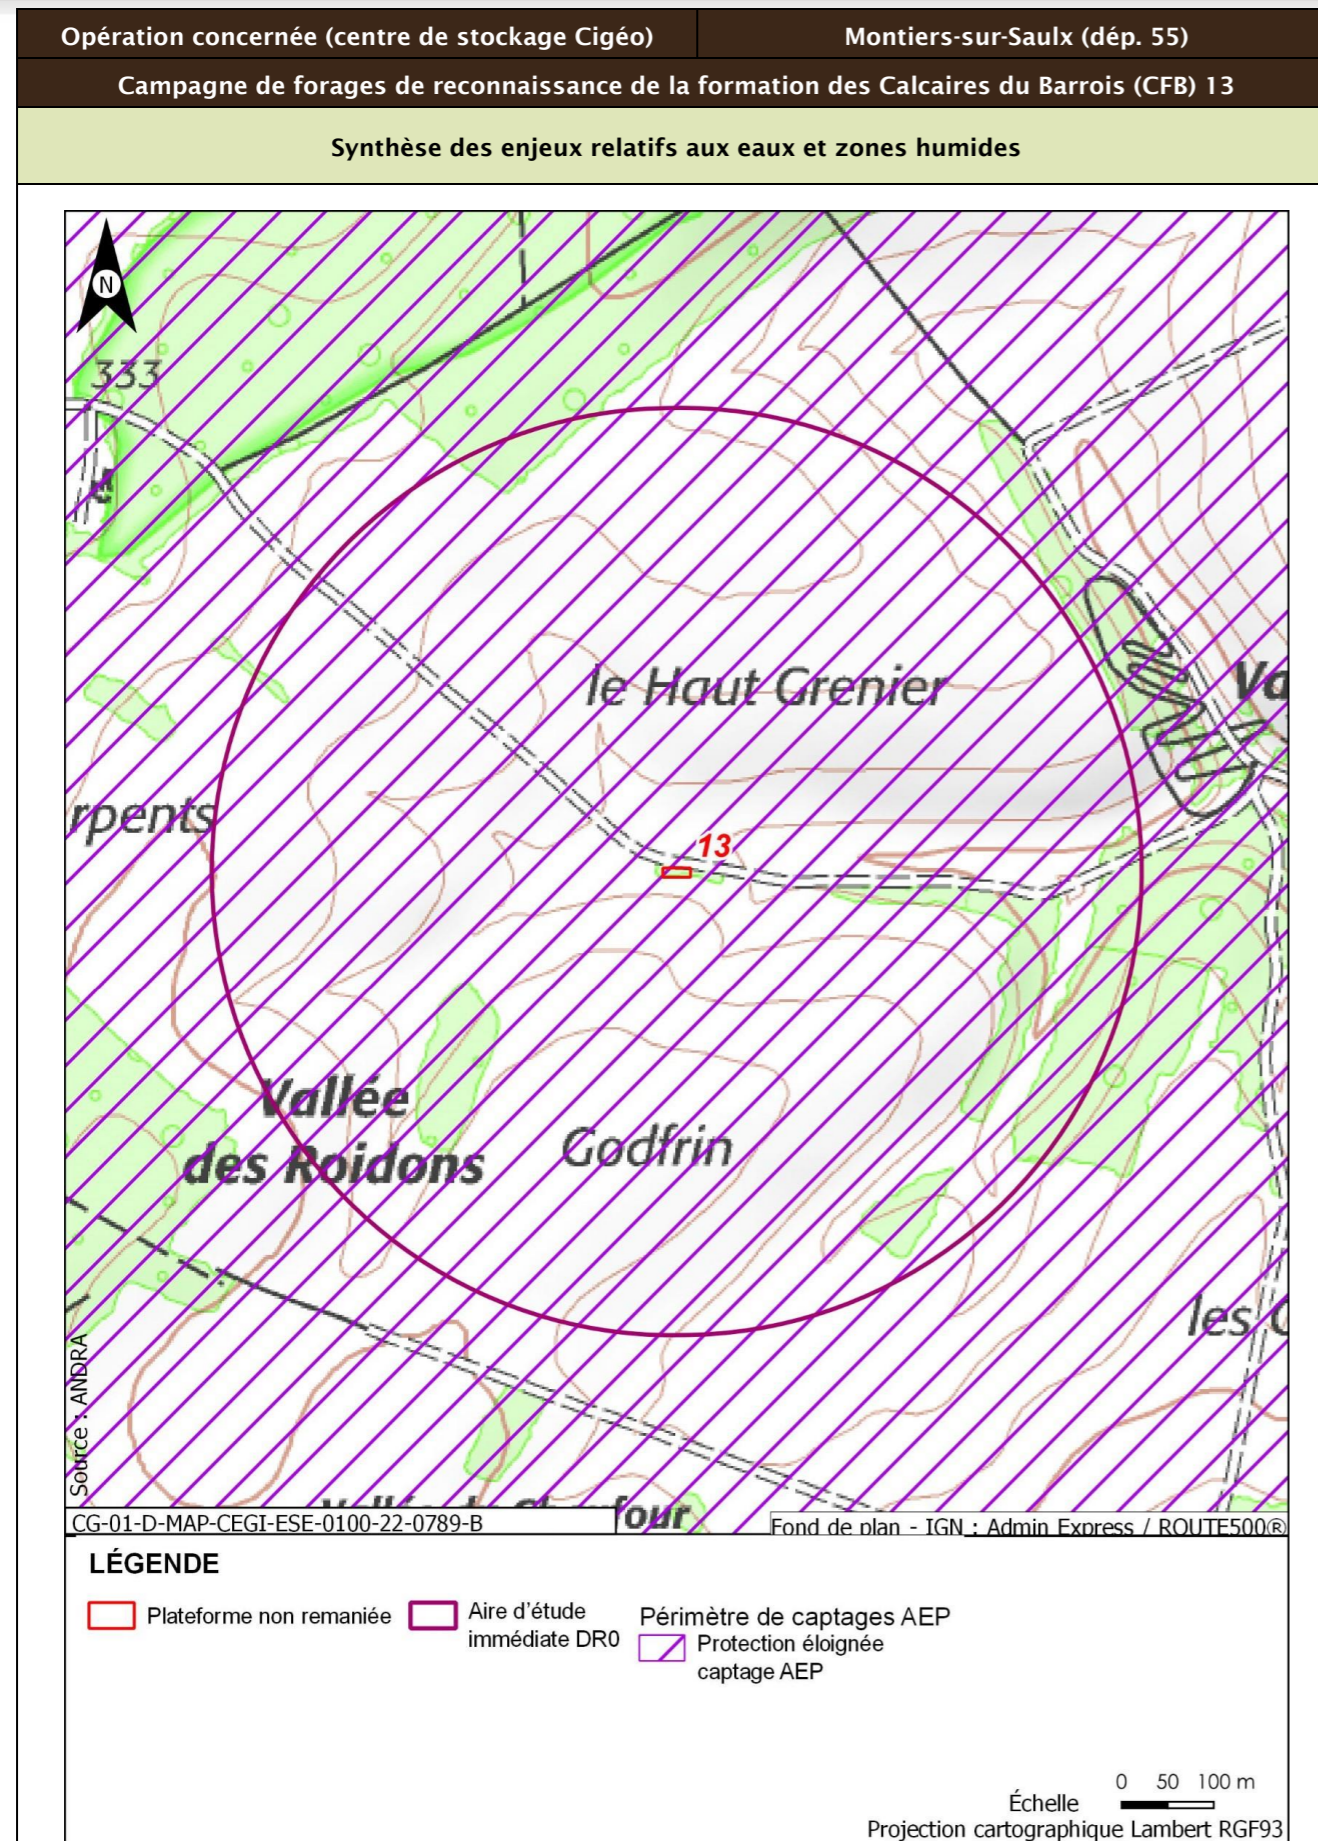 Opération concernée (centre de stockage Cigéo)
Montiers-sur-Saulx (dép. 55)
Campagne de forages de reconnaissance de la formation des Calcaires du Barrois (CFB) 13
Synthèse des enjeux relatifs aux eaux et zones humides
N
333
le Haut Grenier
Va
rpents
13
Vallée
des Roidons
Godfrin
les
Source : ANDRA
CG-01-D-MAP-CEGI-ESE-0100-22-0789-B
four
Fond de plan - IGN : Admin Express / ROUTE500®
LÉGENDE
Plateforme non remaniée
Aire d'étude
immédiate DR0
Périmètre de captages AEP
Protection éloignée
captage AEP
0 50 100 m
Échelle
Projection cartographique Lambert RGF93